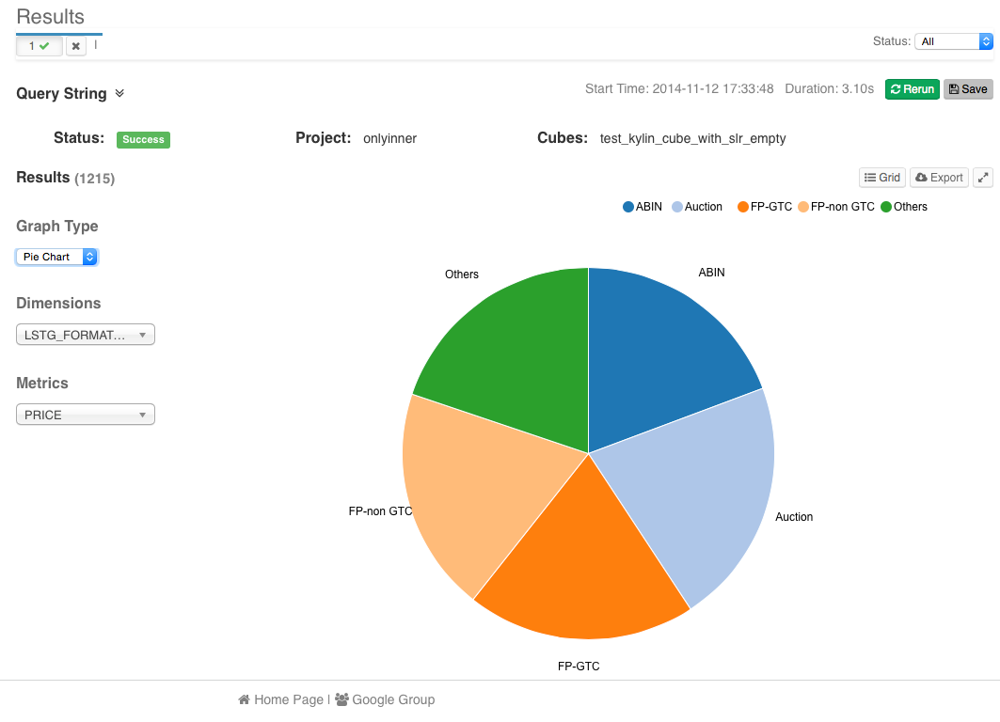 Results
1
Status: All
Query String
Start Time: 2014-11-12 17:33:48 Duration: 3.10s Rerun Save
Status: Success Project: onlyinner Cubes: test_kylin_cube_with_slr_empty
Results (1215)
Grid Export
ABIN Auction FP-GTC FP-non GTC Others
Graph Type
Pie Chart
Dimensions
LSTG_FORMAT...
Metrics
PRICE
Others
ABIN
FP-non GTC
Auction
FP-GTC
Home Page | Google Group